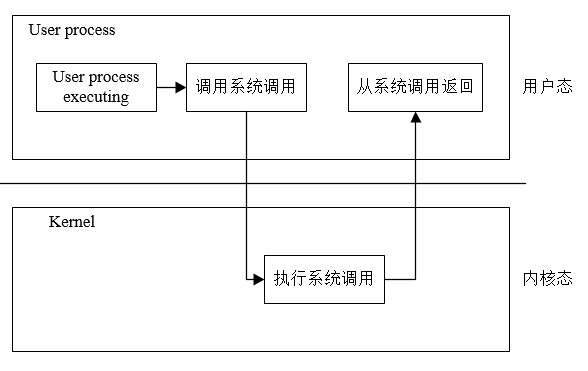 User process
User process
executing
调用系统调用
从系统调用返回
用户态
Kernel
执行系统调用
内核态